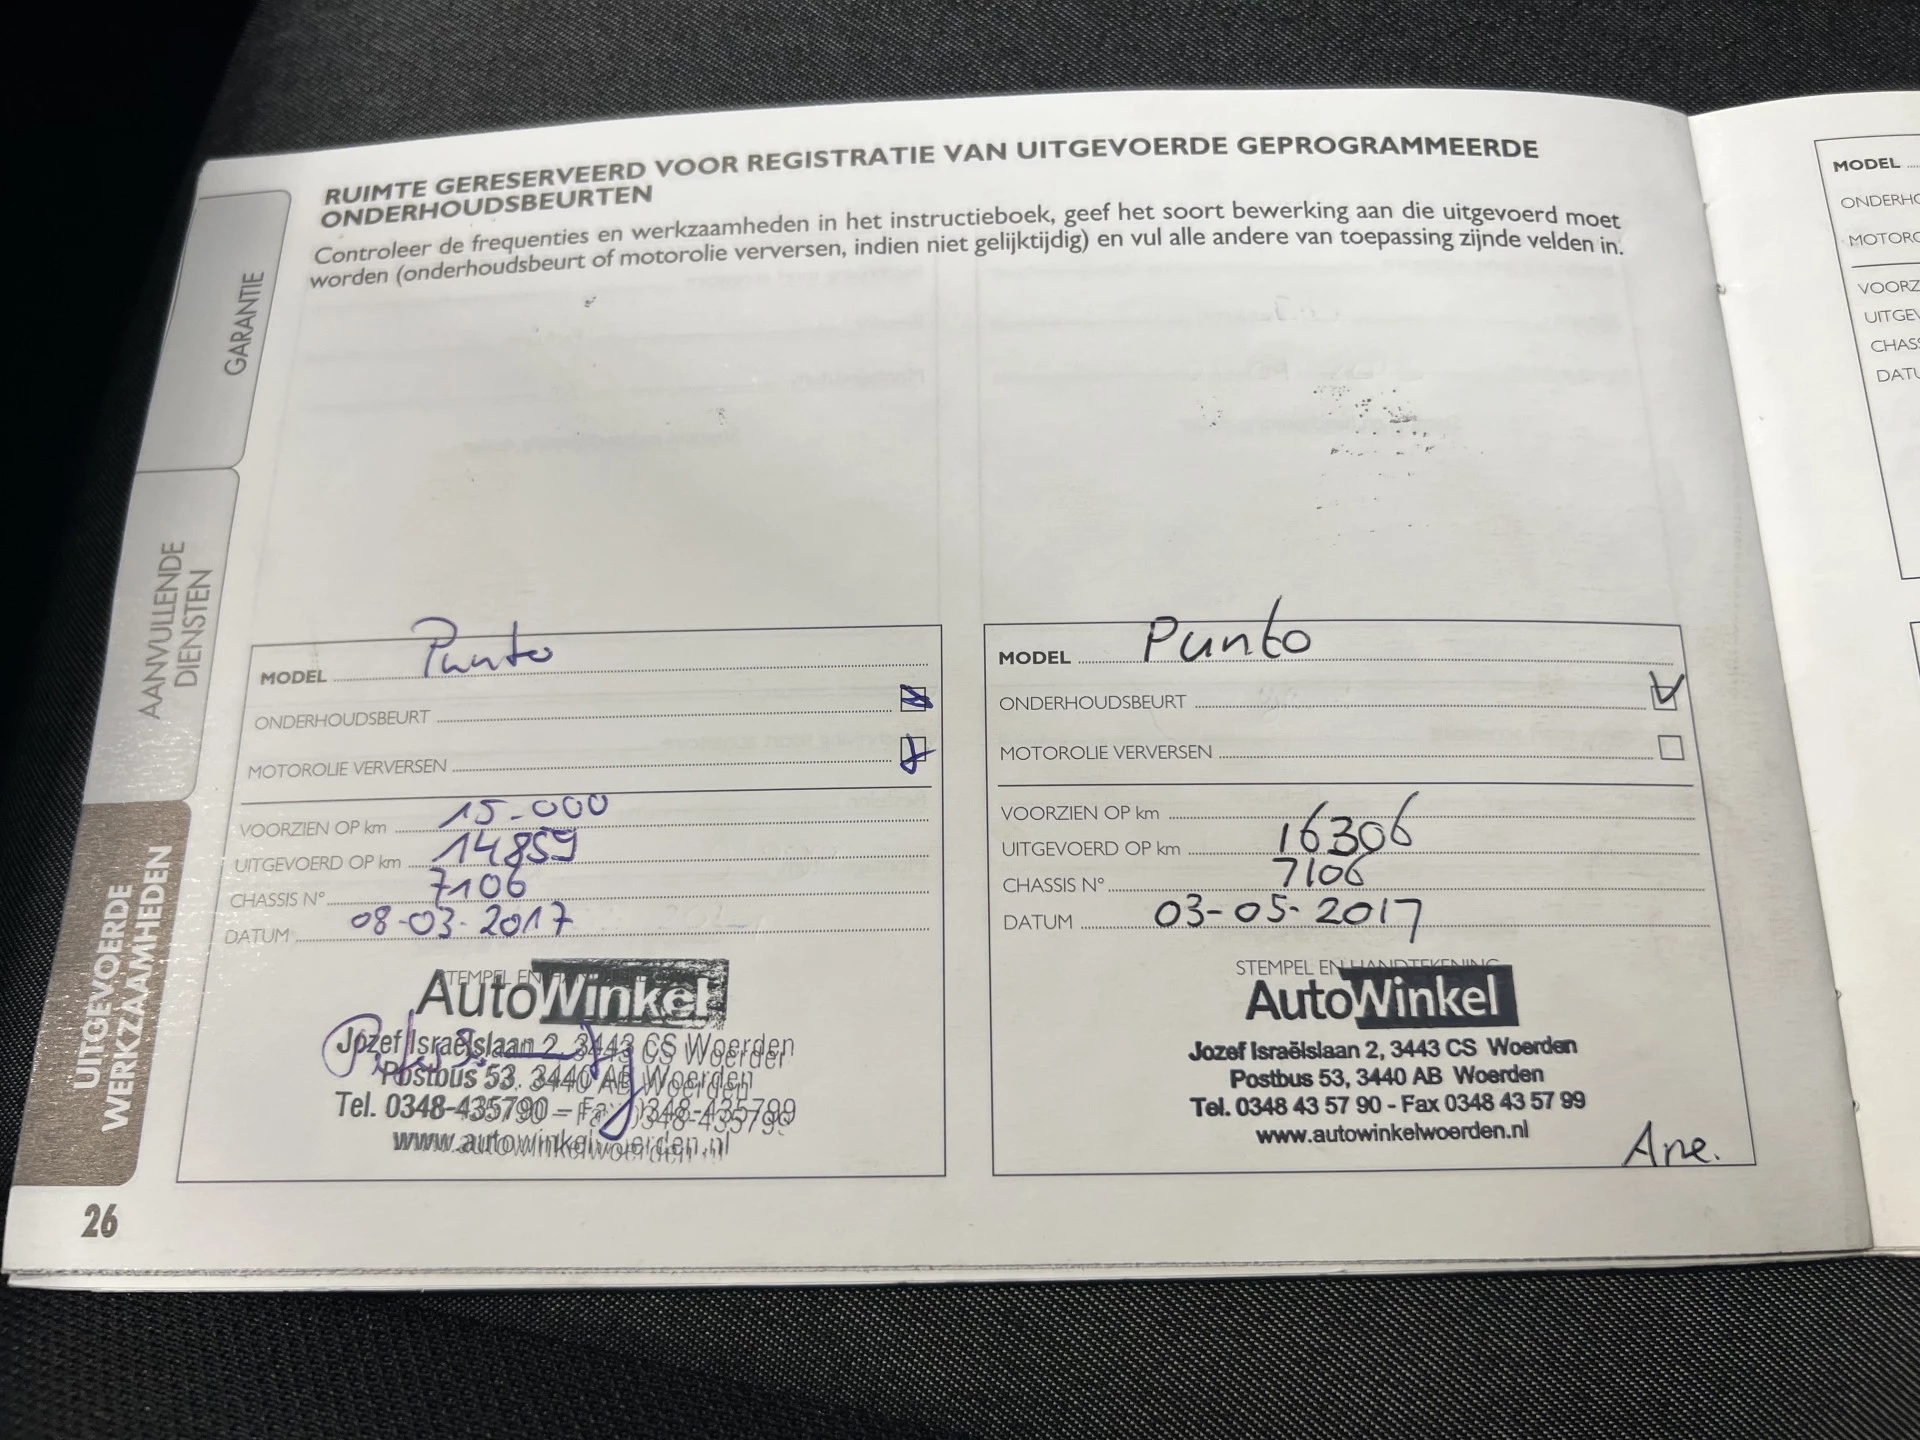 RUIMTE GERESERVEERD VOOR REGISTRATIE VAN UITGEVOERDE GEPROGRAMMEERDE
ONDERHOUDSBEURTEN
Controleer de frequenties en werkzaamheden in het instructieboek, geef het soort bewerking aan die uitgevoerd moet
worden (onderhoudsbeurt of motorolie verversen, indien niet gelijktijdig) en vul alle andere van toepassing zijnde velden in.
GARANTIE
AANVULLENDE
DIENSTEN
UITGEVOERDE
WERKZAAMHEDEN
MODEL Punto
ONDERHOUDSBEURT
MOTOROLIE VERVERSEN
VOORZIEN OP km 15-000
UITGEVOERD OP km 14859
CHASSIS N° 7106
DATUM 08-03-2017
STEMPEL EN
AutoWinkel
Jozef Israëlslaan 2, 3443 CS Woerden
Postbus 53, 3440 AB Woerden
Tel. 0348-435790 – Fax 0348-435799
www.autowinkelwoerden.nl
MODEL Punto
ONDERHOUDSBEURT
MOTOROLIE VERVERSEN
VOORZIEN OP km
UITGEVOERD OP km 16306
CHASSIS N° 7106
DATUM 03-05-2017
STEMPEL EN HANDTEKENING
AutoWinkel
Jozef Israëlslaan 2, 3443 CS Woerden
Postbus 53, 3440 AB Woerden
Tel. 0348 43 57 90 - Fax 0348 43 57 99
www.autowinkelwoerden.nl
26
MODEL